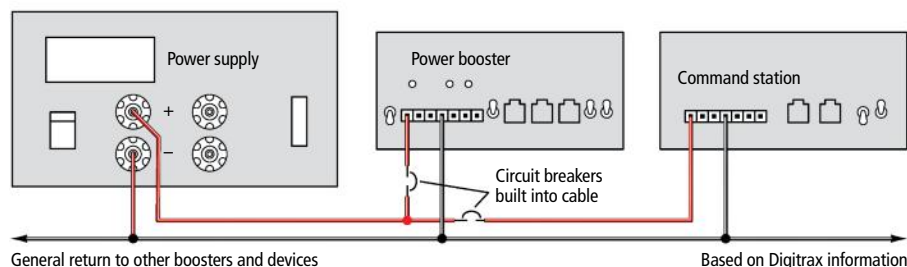 Power supply
+
–
Power booster
Command station
Circuit breakers
built into cable
General return to other boosters and devices
Based on Digitrax information